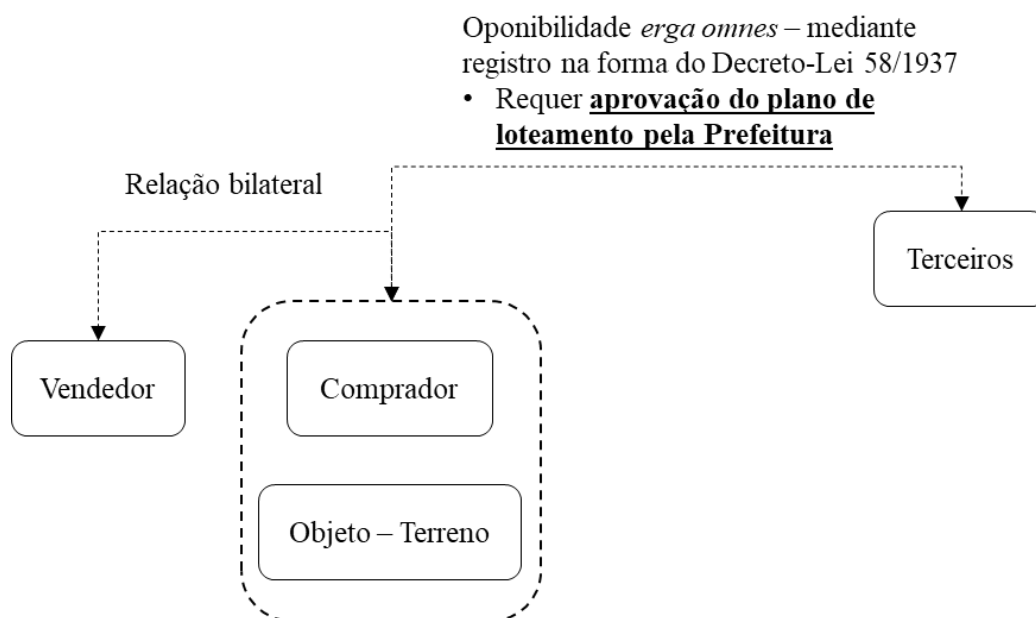 Oponibilidade erga omnes – mediante
registro na forma do Decreto-Lei 58/1937
• Requer aprovação do plano de
loteamento pela Prefeitura
Relação bilateral
Terceiros
Vendedor
Comprador
Objeto – Terreno